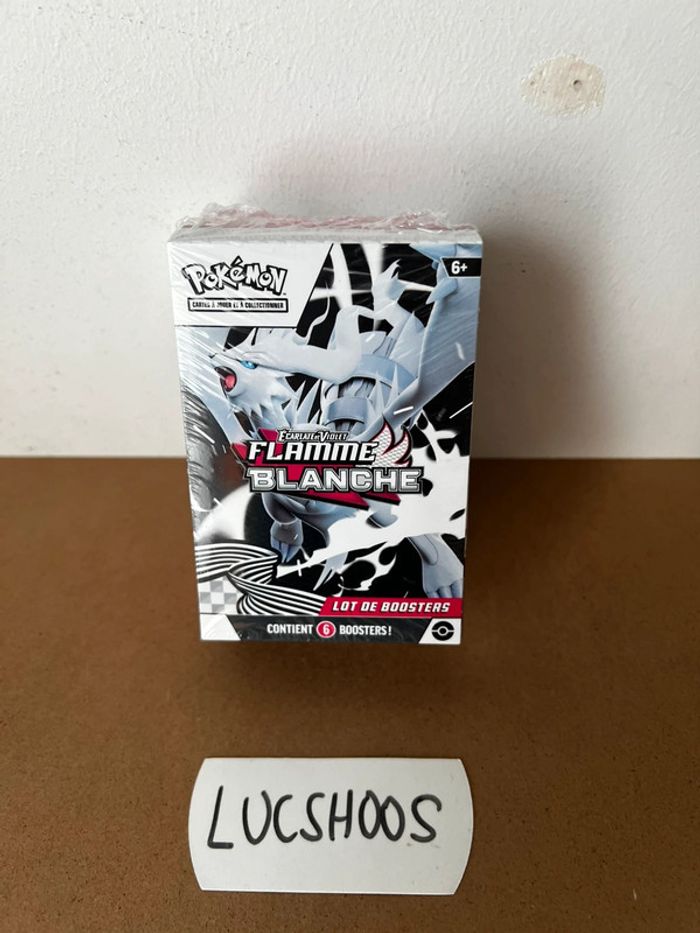 POKÉMON
CARTES À JOUER ET À COLLECTIONNER
6+
ÉCARLATE ET VIOLET
FLAMME
BLANCHE
LOT DE BOOSTERS
CONTIENT 6 BOOSTERS!
LUCSHOOS